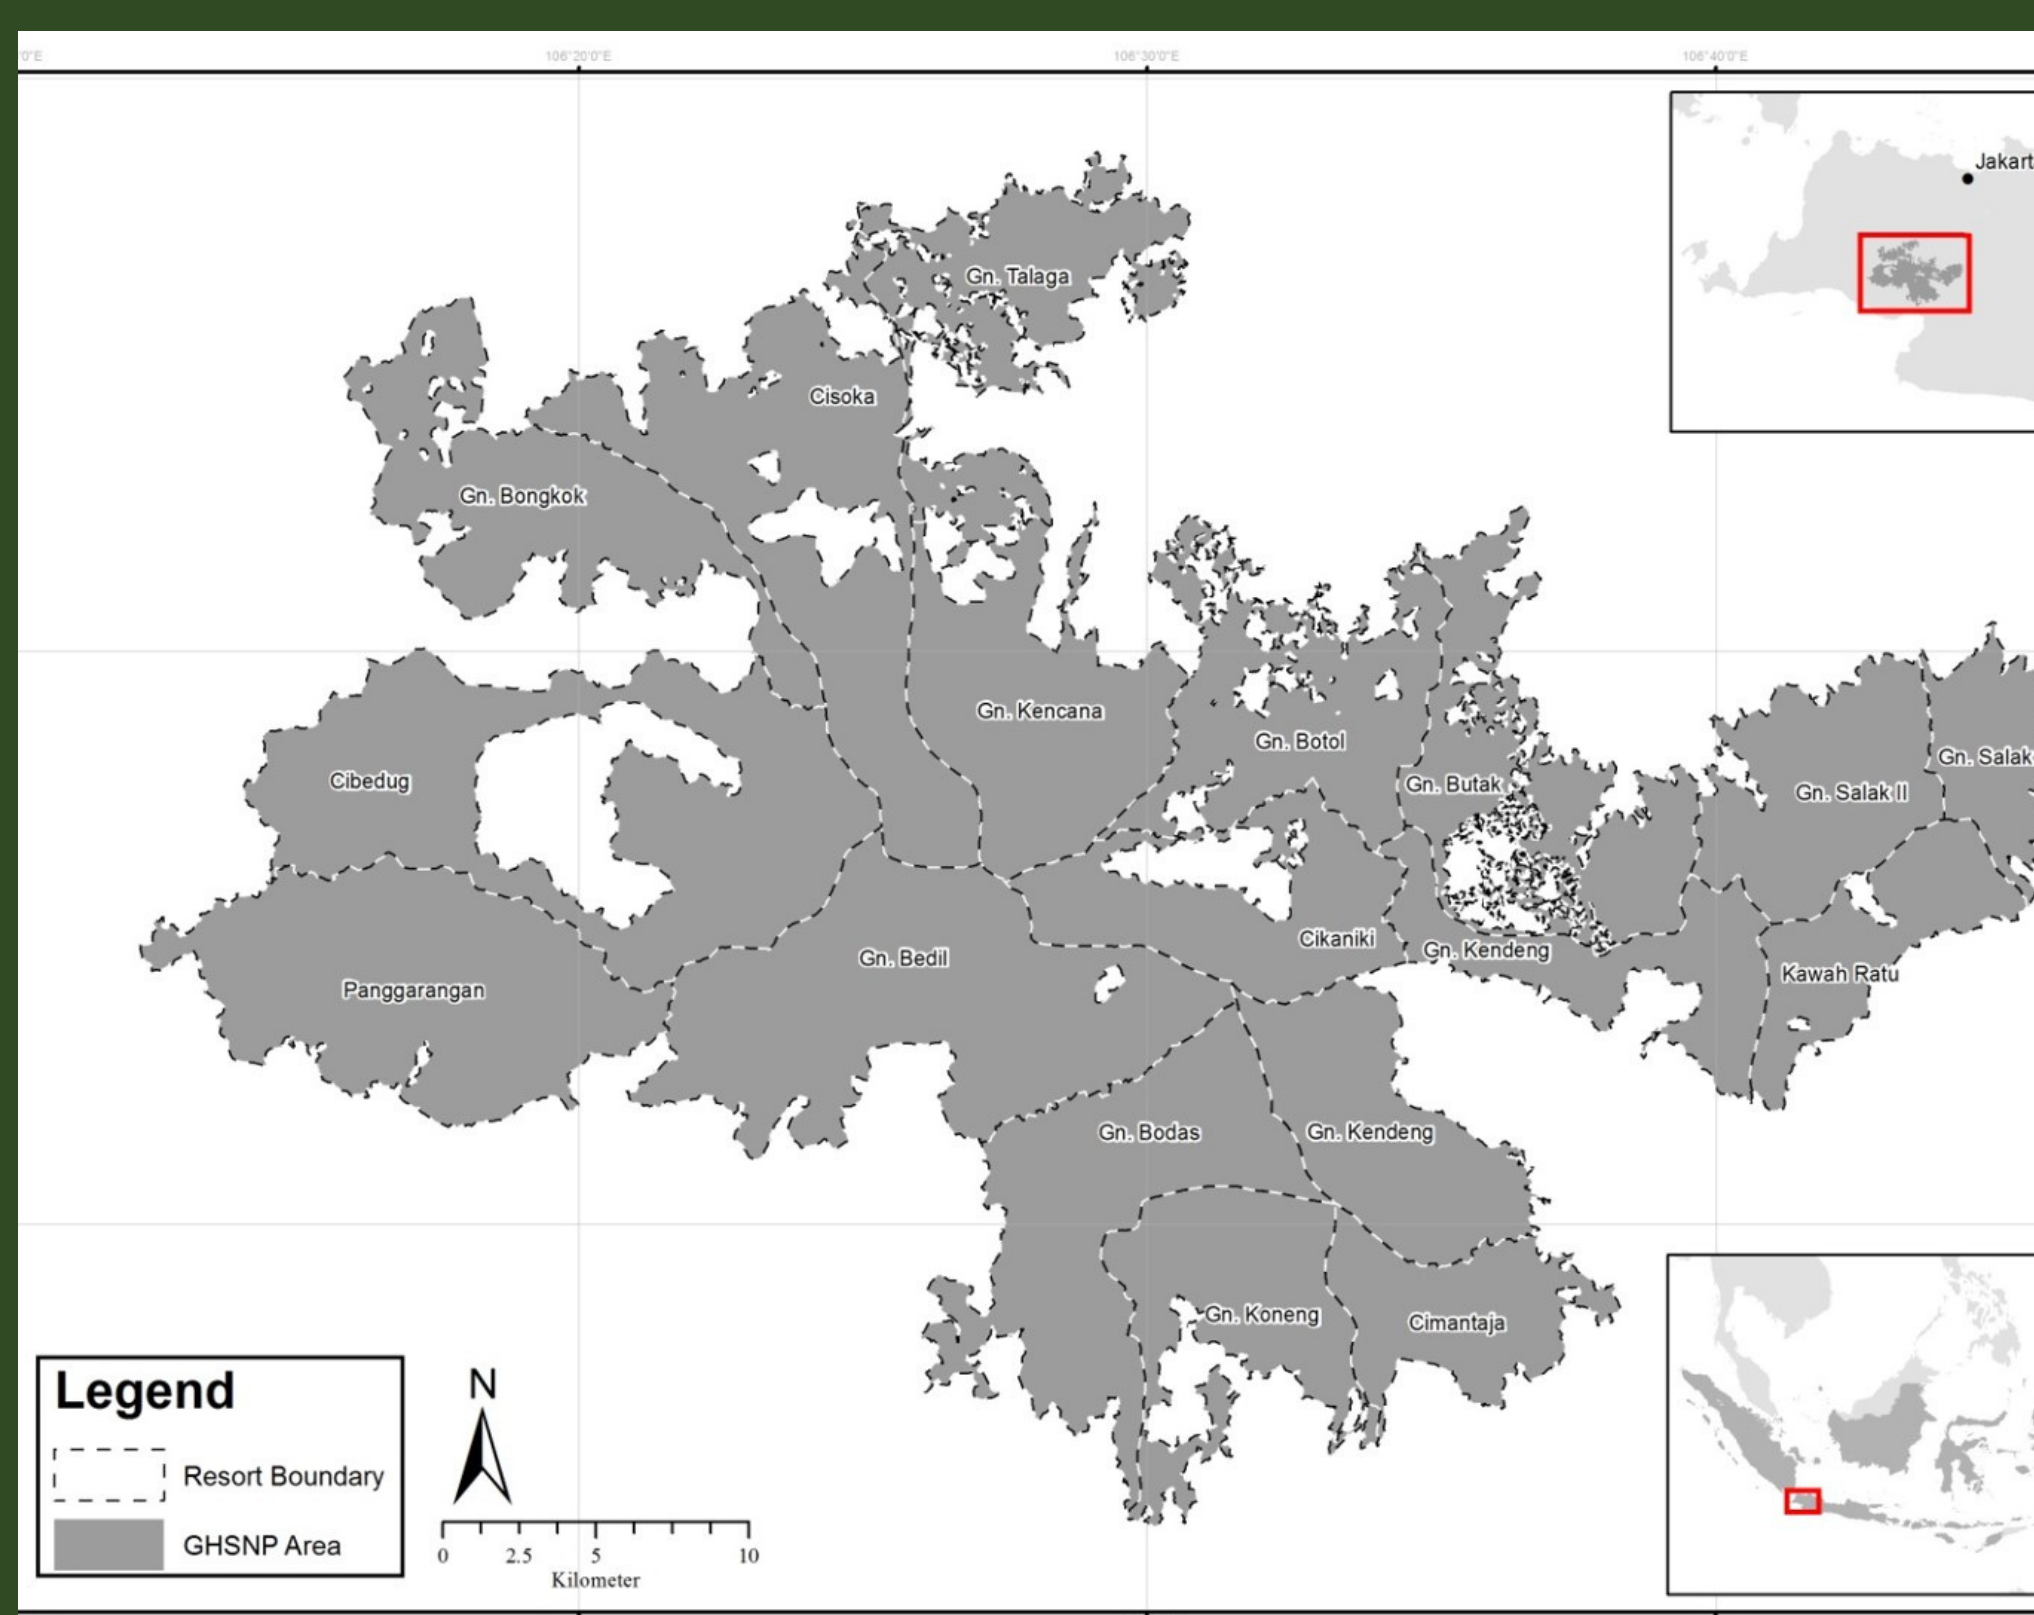 0'0"E
106°20'0"E
106°30'0"E
106°40'0"E
Jakart
Gn. Talaga
Cisoka
Gn. Bongkok
Gn. Kencana
Gn. Botol
Gn. Salak
Cibedug
Gn. Butak
Gn. Salak II
Cikaniki
Gn. Kendeng
Gn. Bedil
Kawah Ratu
Panggarangan
Gn. Bodas
Gn. Kendeng
Gn. Koneng
Cimantaja
Legend
Resort Boundary
GHSNP Area
N
0 2.5 5 10
Kilometer